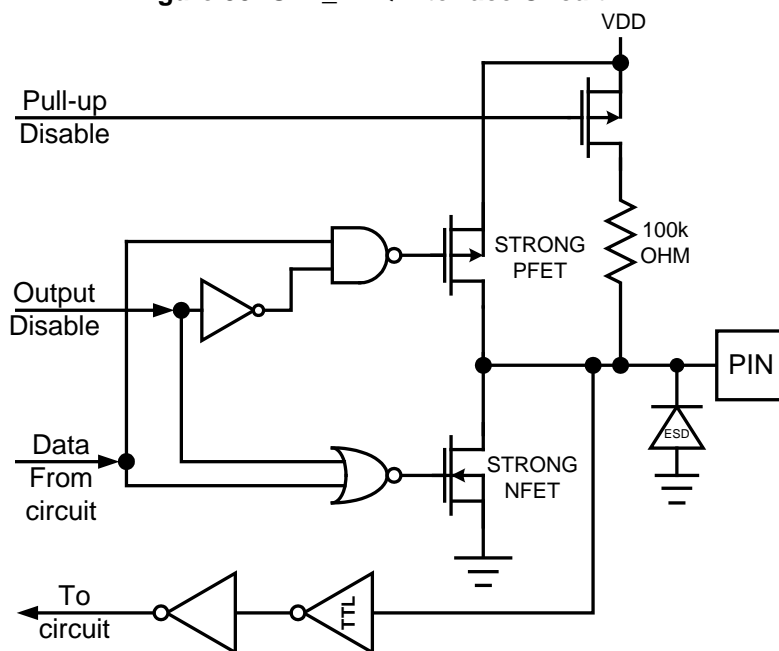 VDD
Pull-up
Disable
100k
OHM
STRONG
PFET
Output
Disable
PIN
ESD
Data
From
circuit
STRONG
NFET
To
circuit
TTL